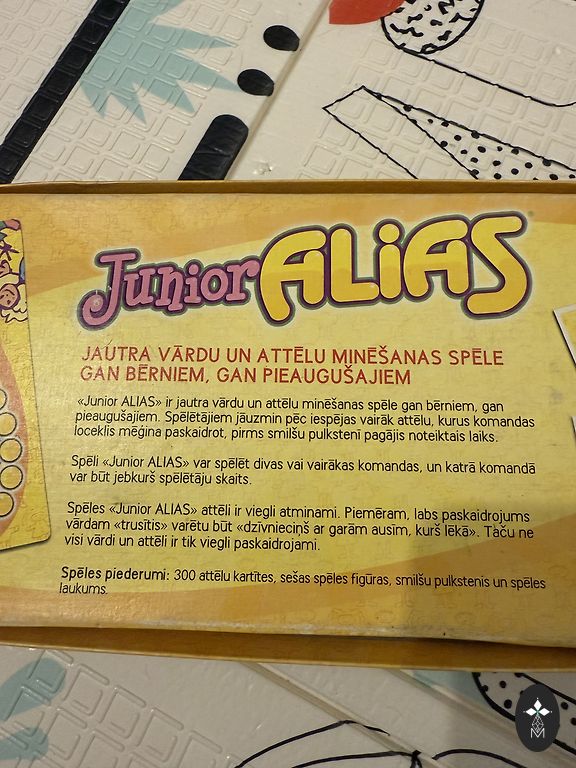 Junior ALiAS
JAUTRA VĀRDU UN ATTĒLU MINĒŠANAS SPĒLE
GAN BĒRNIEM, GAN PIEAUGUŠAJIEM
«Junior ALIAS» ir jautra vārdu un attēlu minēšanas spēle gan bērniem, gan
pieaugušajiem. Spēlētājiem jāuzmin pēc iespējas vairāk attēlu, kurus komandas
loceklis mēģina paskaidrot, pirms smilšu pulkstenī pagājis noteiktais laiks.
Spēli «Junior ALIAS» var spēlēt divas vai vairākas komandas, un katrā komandā
var būt jebkurš spēlētāju skaits.
Spēles «Junior ALIAS» attēli ir viegli atminami. Piemēram, labs paskaidrojums
vārdam «trusītis» varētu būt «dzīvnieciņš ar garām ausīm, kurš lēkā». Taču ne
visi vārdi un attēli ir tik viegli paskaidrojami.
Spēles piederumi: 300 attēlu kartītes, sešas spēles figūras, smilšu pulkstenis un spēles
laukums.